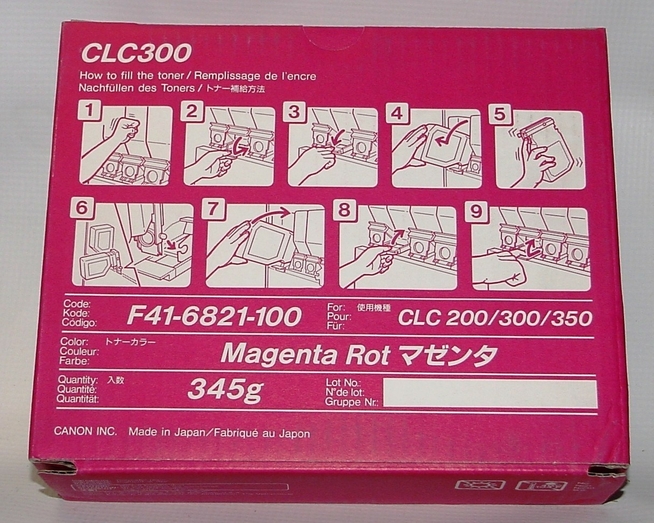 CLC300
How to fill the toner / Remplissage de l'encre
Nachfüllen des Toners / トナー補給方法
1
2
3
4
5
6
7
8
9
Code:
Kode:
Código:
F41-6821-100
For: 使用機種
Pour:
Für:
CLC 200/300/350
Color: トナーカラー
Couleur:
Farbe:
Magenta Rot マゼンタ
Quantity: 入数
Quantité:
Quantität:
345g
Lot No.:
N°de lot:
Gruppe Nr.:
CANON INC. Made in Japan/Fabriqué au Japon